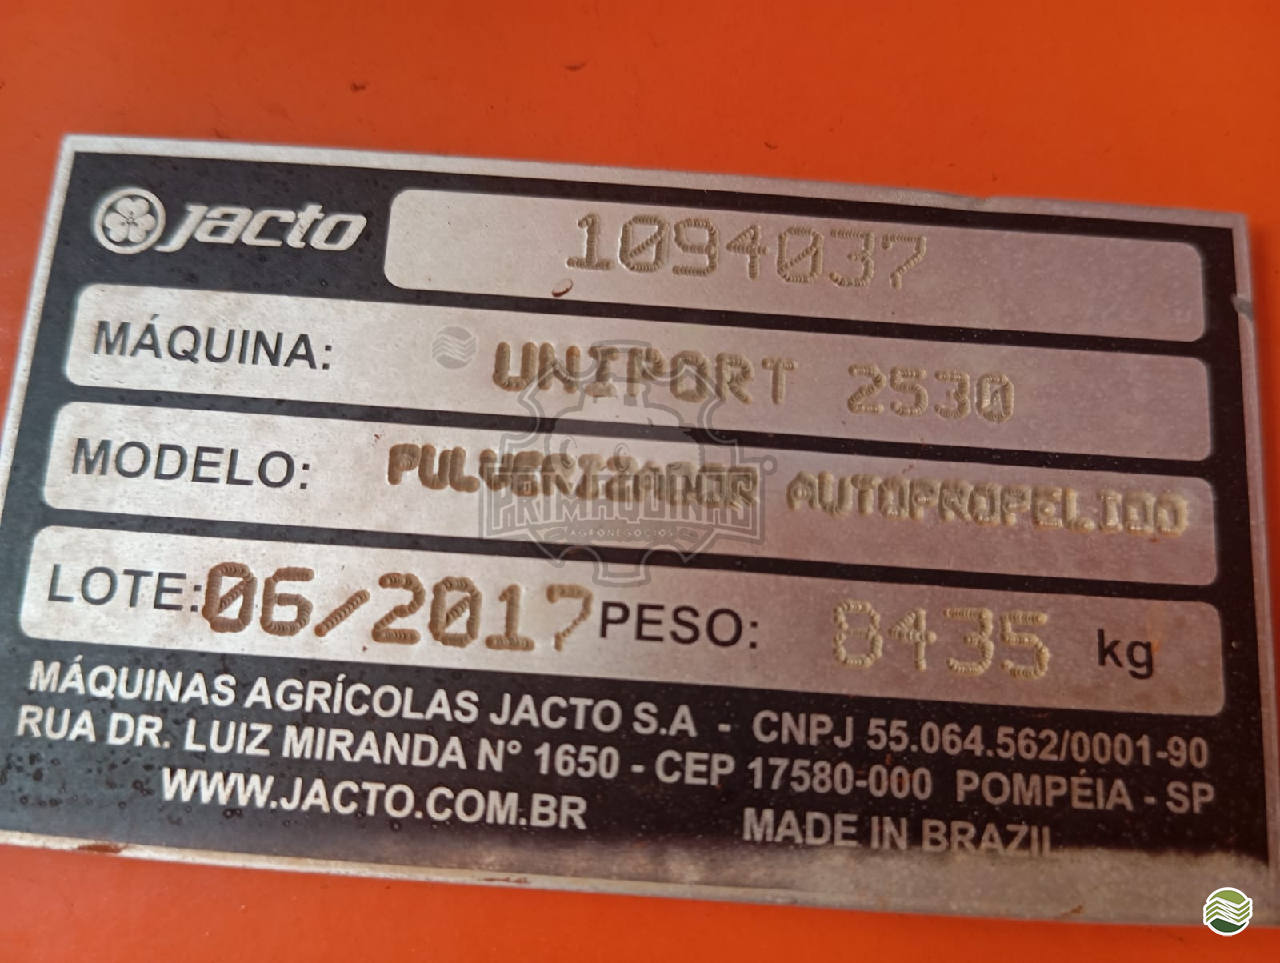 jacto 1094037
MÁQUINA: UNIPORT 2530
MODELO: PULVERIZADOR AUTOPROPELIDO
PRIMÁQUINAS
AGRONEGÓCIOS
LOTE: 06/2017 PESO: 8435 kg
MÁQUINAS AGRÍCOLAS JACTO S.A - CNPJ 55.064.562/0001-90
RUA DR. LUIZ MIRANDA N° 1650 - CEP 17580-000 POMPÉIA - SP
WWW.JACTO.COM.BR MADE IN BRAZIL